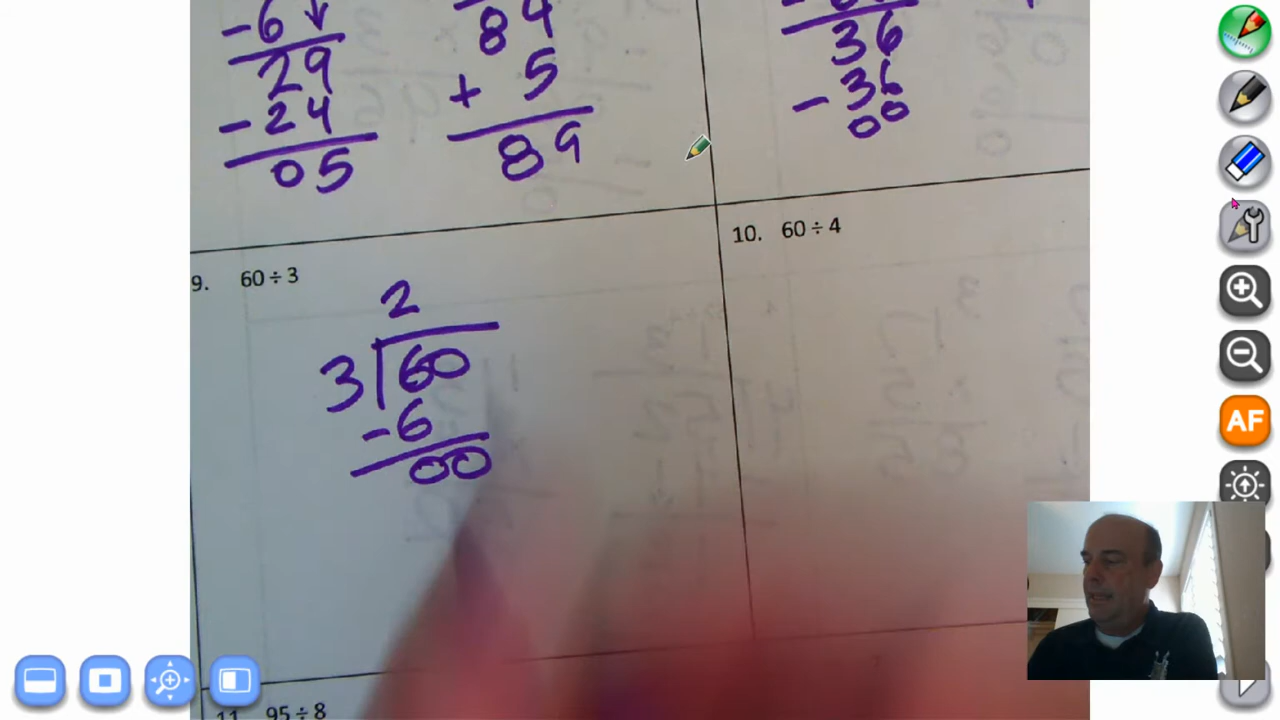 - 6 ↓
29
- 24
05
84
+ 5
89
36
- 36
00
9. 60 ÷ 3
2
3 60
- 6
00
10. 60 ÷ 4
11. 95 ÷ 8
AF